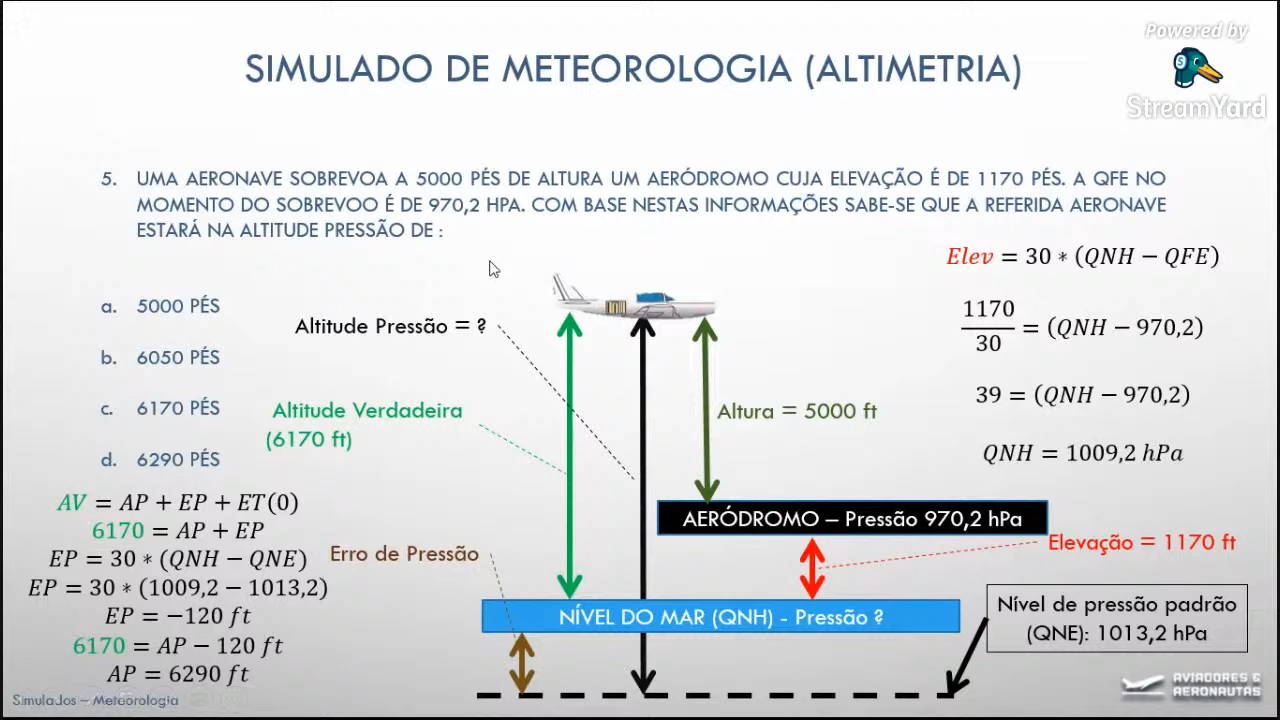 Powered by
StreamYard
SIMULADO DE METEOROLOGIA (ALTIMETRIA)
5. UMA AERONAVE SOBREVOA A 5000 PÉS DE ALTURA UM AERÓDROMO CUJA ELEVAÇÃO É DE 1170 PÉS. A QFE NO
MOMENTO DO SOBREVOO É DE 970,2 HPA. COM BASE NESTAS INFORMAÇÕES SABE-SE QUE A REFERIDA AERONAVE
ESTARÁ NA ALTITUDE PRESSÃO DE :
a. 5000 PÉS
b. 6050 PÉS
c. 6170 PÉS
d. 6290 PÉS
AV = AP + EP + ET(0)
6170 = AP + EP
EP = 30 ∗ (QNH − QNE)
EP = 30 ∗ (1009,2 − 1013,2)
EP = −120 ft
6170 = AP − 120 ft
AP = 6290 ft
Altitude Pressão = ?
Altitude Verdadeira
(6170 ft)
Erro de Pressão
Altura = 5000 ft
AERÓDROMO – Pressão 970,2 hPa
Elevação = 1170 ft
NÍVEL DO MAR (QNH) - Pressão ?
Nível de pressão padrão
(QNE): 1013,2 hPa
Elev = 30 ∗ (QNH − QFE)
1170
30
= (QNH − 970,2)
39 = (QNH − 970,2)
QNH = 1009,2 hPa
Simulados – Meteorologia
AVIADORES &
AERONAUTAS